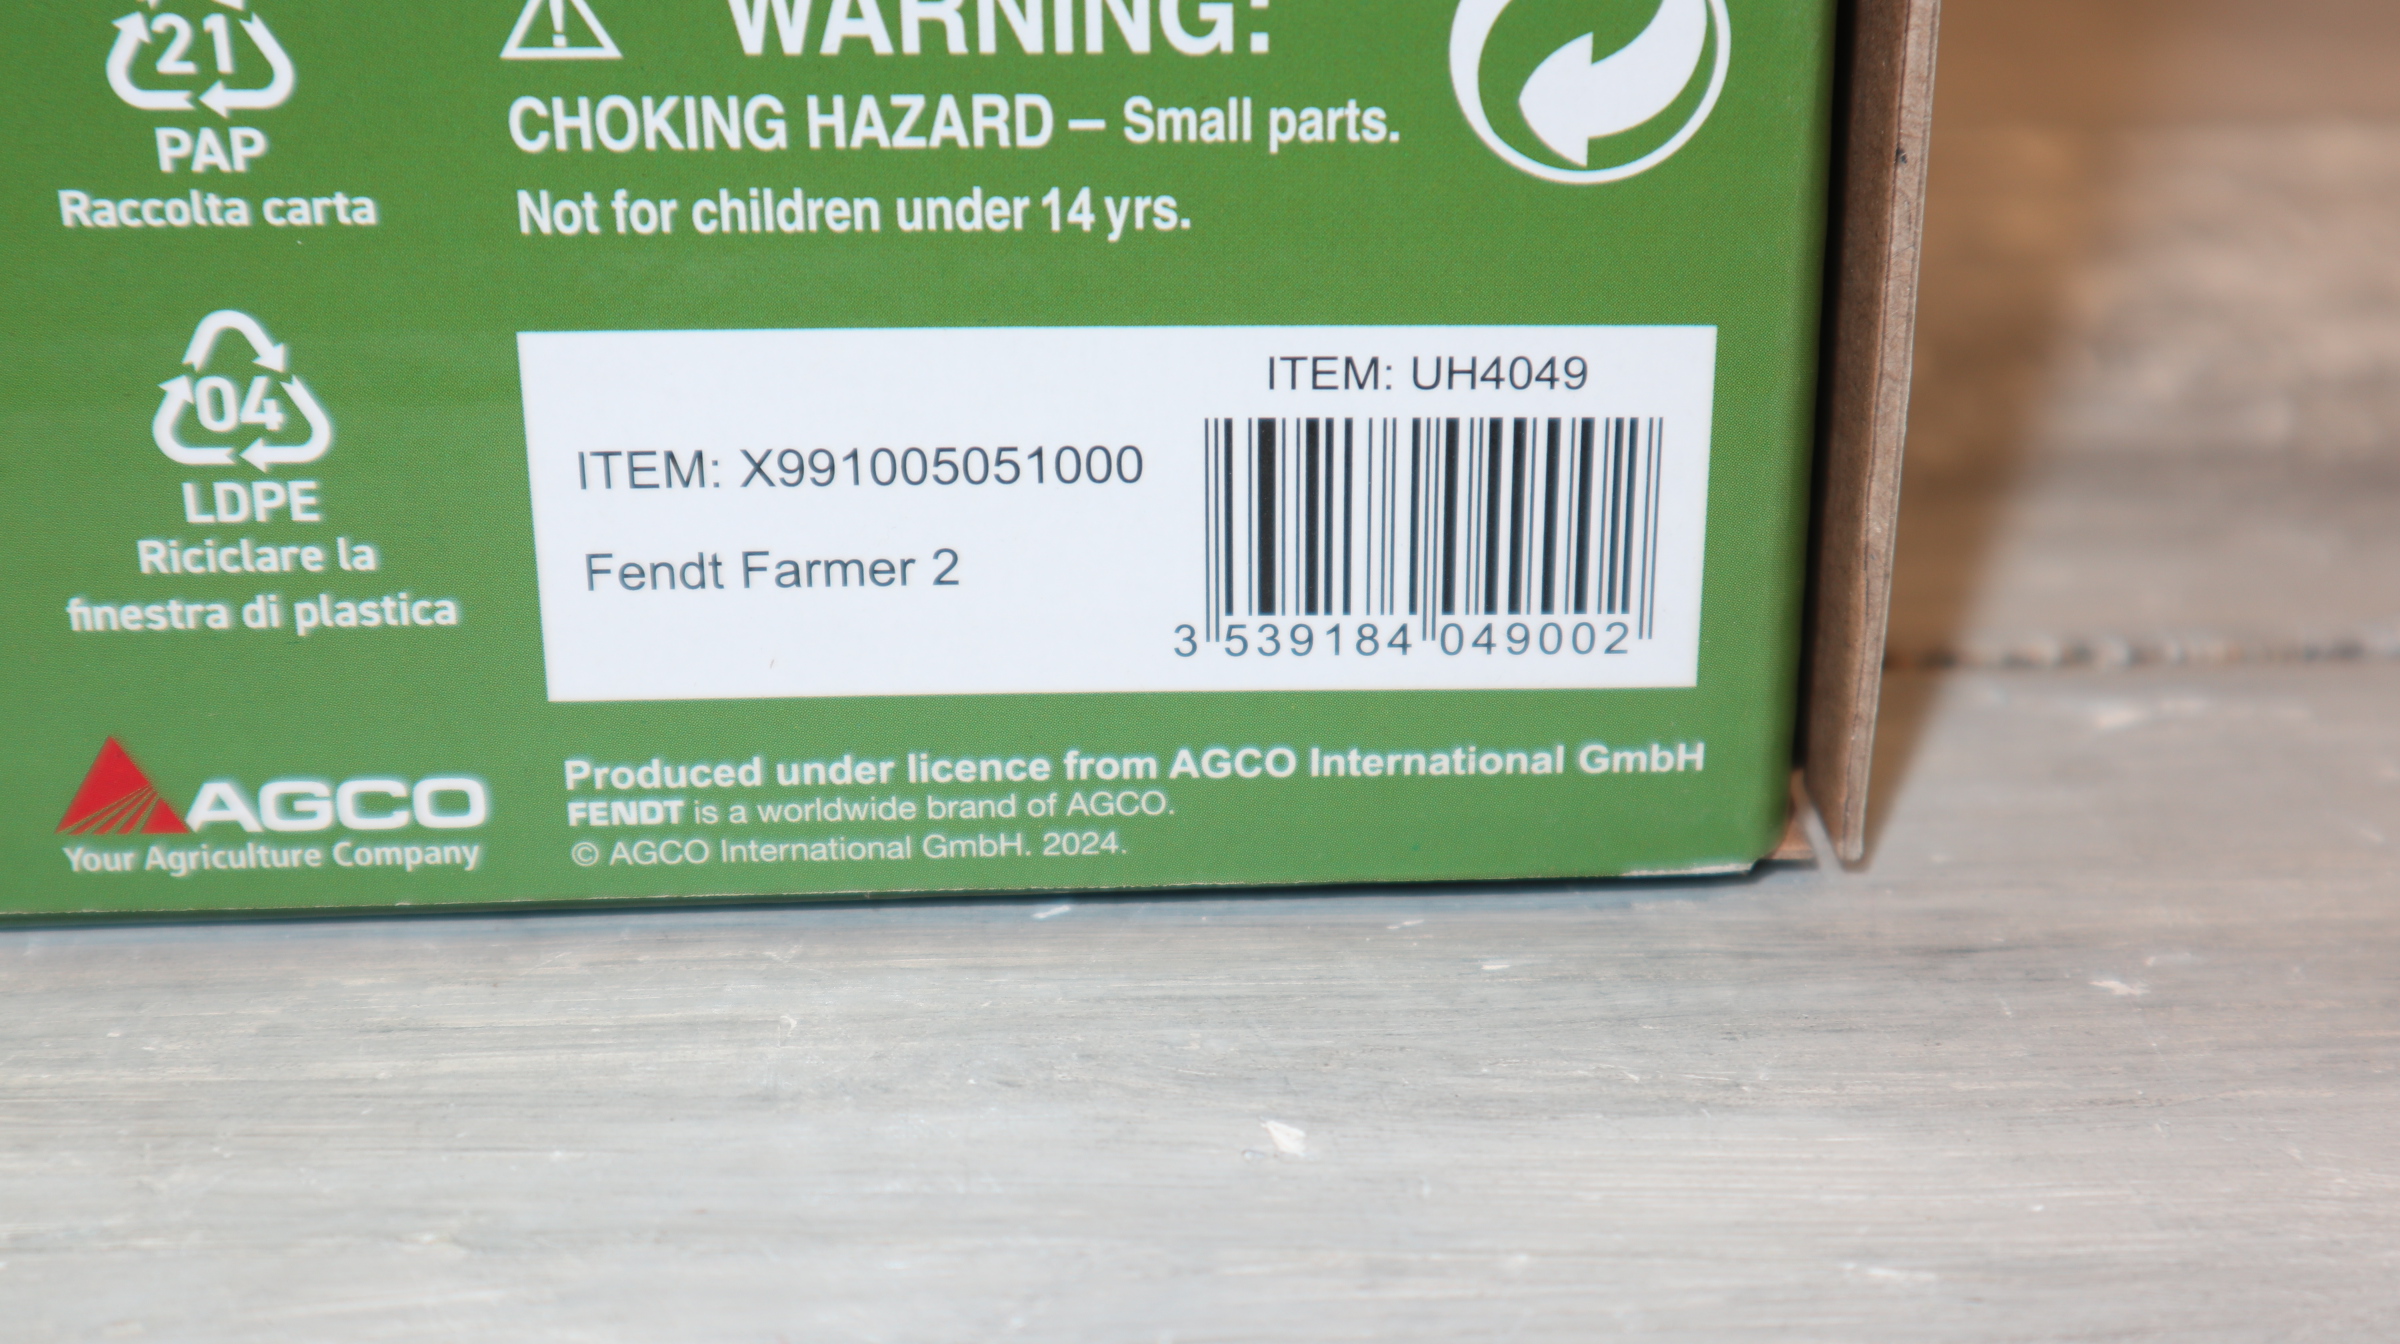 21
PAP
Raccolta carta
04
LDPE
Riciclare la
finestra di plastica
AGCO
Your Agriculture Company
WARNING:
CHOKING HAZARD – Small parts.
Not for children under 14 yrs.
ITEM: X991005051000
Fendt Farmer 2
ITEM: UH4049
3 539184 049002
Produced under licence from AGCO International GmbH
FENDT is a worldwide brand of AGCO.
© AGCO International GmbH. 2024.